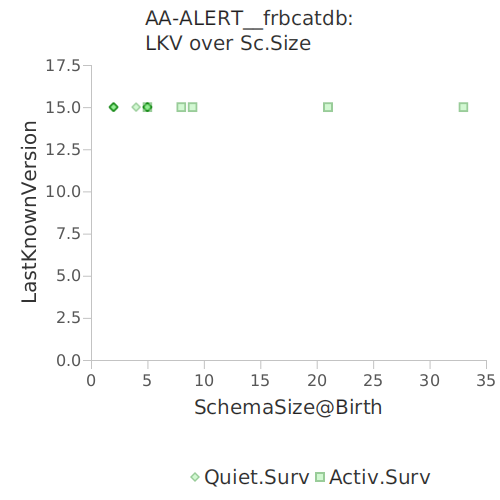 AA-ALERT__frbcatdb:
LKV over Sc.Size
17.5
15.0
12.5
10.0
7.5
5.0
2.5
0.0
LastKnownVersion
0 5 10 15 20 25 30 35
SchemaSize@Birth
Quiet.Surv Activ.Surv